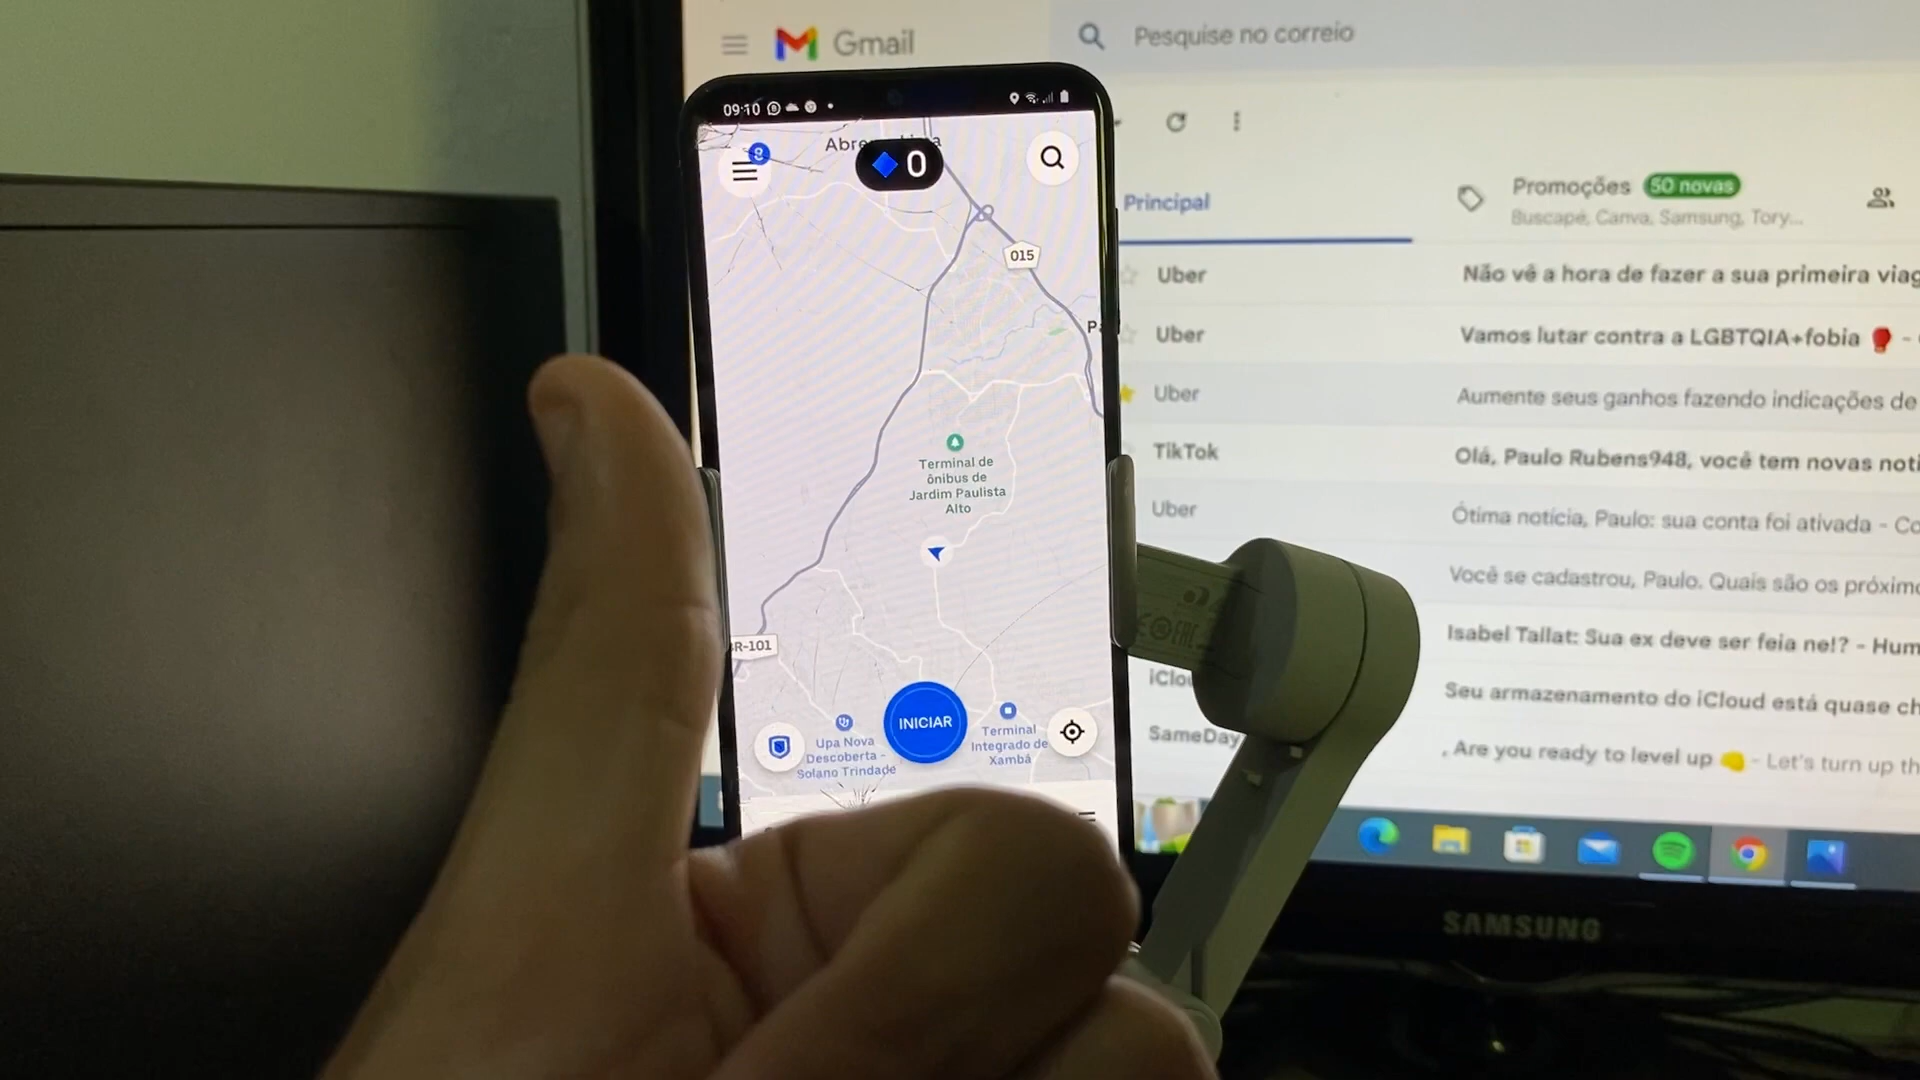 Gmail
Pesquise no correio
09:10
8
0
015
Terminal de
ônibus de
Jardim Paulista
Alto
INICIAR
Upa Nova
Descoberta -
Solano Trindade
Terminal
Integrado de
Xambá
Principal
Promoções 50 novas
Buscapé, Canva, Samsung, Tory...
Uber Não vê a hora de fazer a sua primeira viag
Uber Vamos lutar contra a LGBTQIA+fobia 🥊 -
Uber Aumente seus ganhos fazendo indicações de
TikTok Olá, Paulo Rubens948, você tem novas noti
Uber Ótima notícia, Paulo: sua conta foi ativada - Co
Você se cadastrou, Paulo. Quais são os próximo
Isabel Tallat: Sua ex deve ser feia ne!? - Hum
iClou Seu armazenamento do iCloud está quase ch
SameDay , Are you ready to level up 👊 - Let's turn up th
SAMSUNG